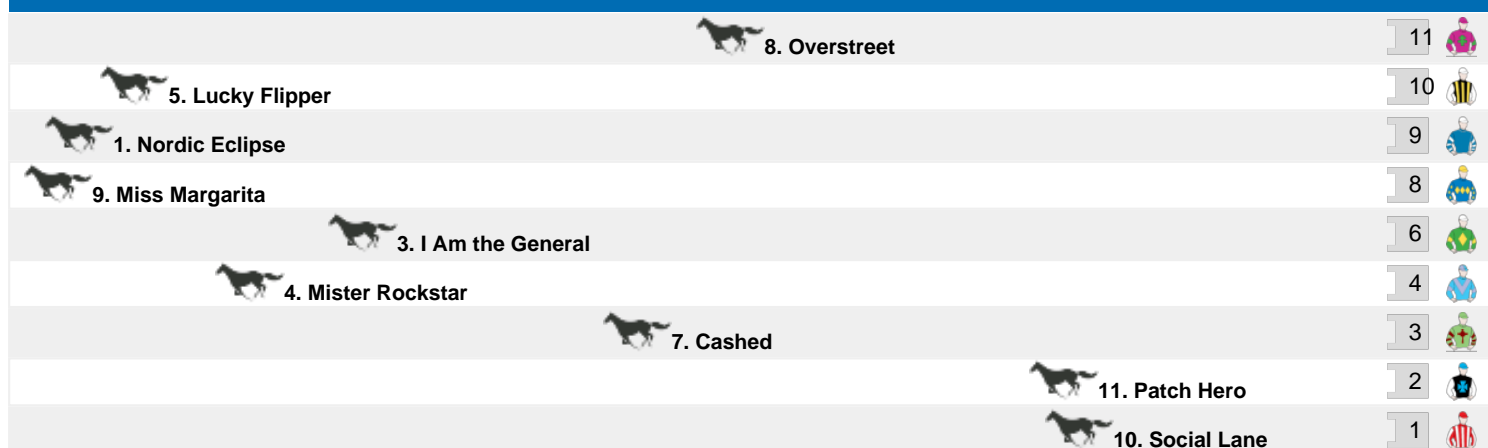 8. Overstreet 11
5. Lucky Flipper 10
1. Nordic Eclipse 9
9. Miss Margarita 8
3. I Am the General 6
4. Mister Rockstar 4
7. Cashed 3
11. Patch Hero 2
10. Social Lane 1